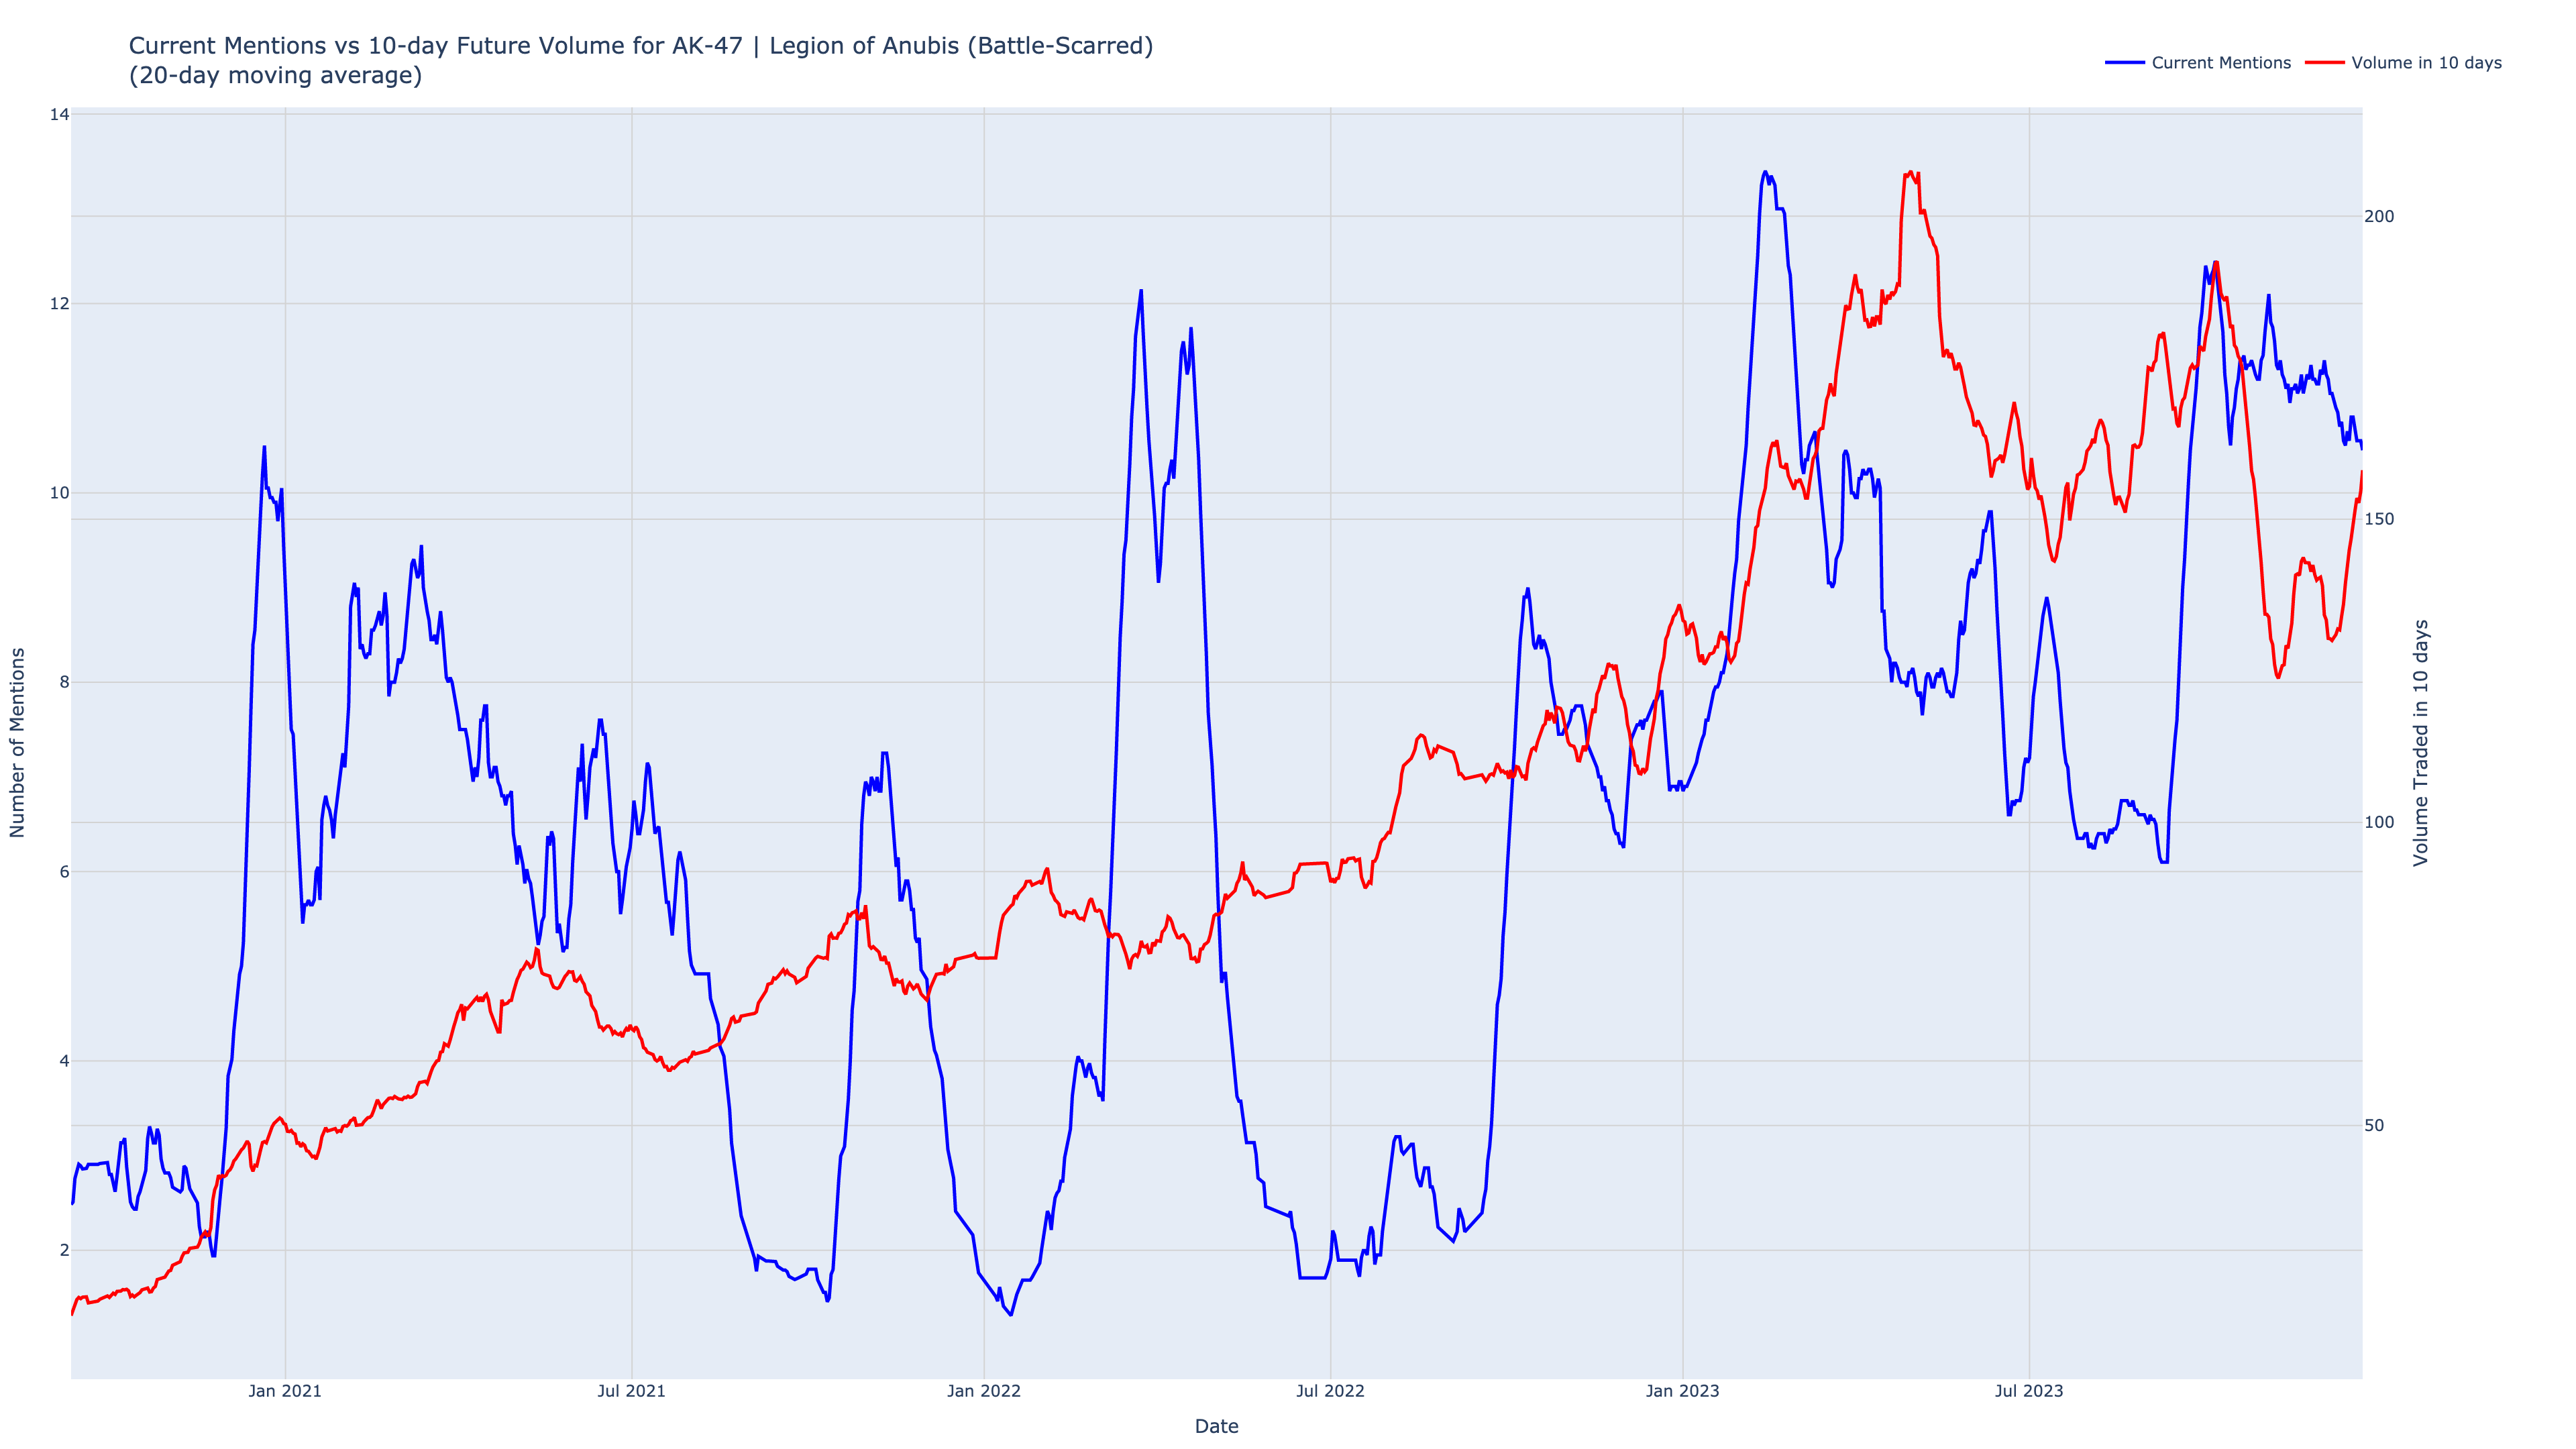 Current Mentions vs 10-day Future Volume for AK-47 | Legion of Anubis (Battle-Scarred)
(20-day moving average)
Current Mentions
Volume in 10 days
14
12
10
8
6
4
2
Number of Mentions
200
150
100
50
Volume Traded in 10 days
Jan 2021
Jul 2021
Jan 2022
Jul 2022
Jan 2023
Jul 2023
Date